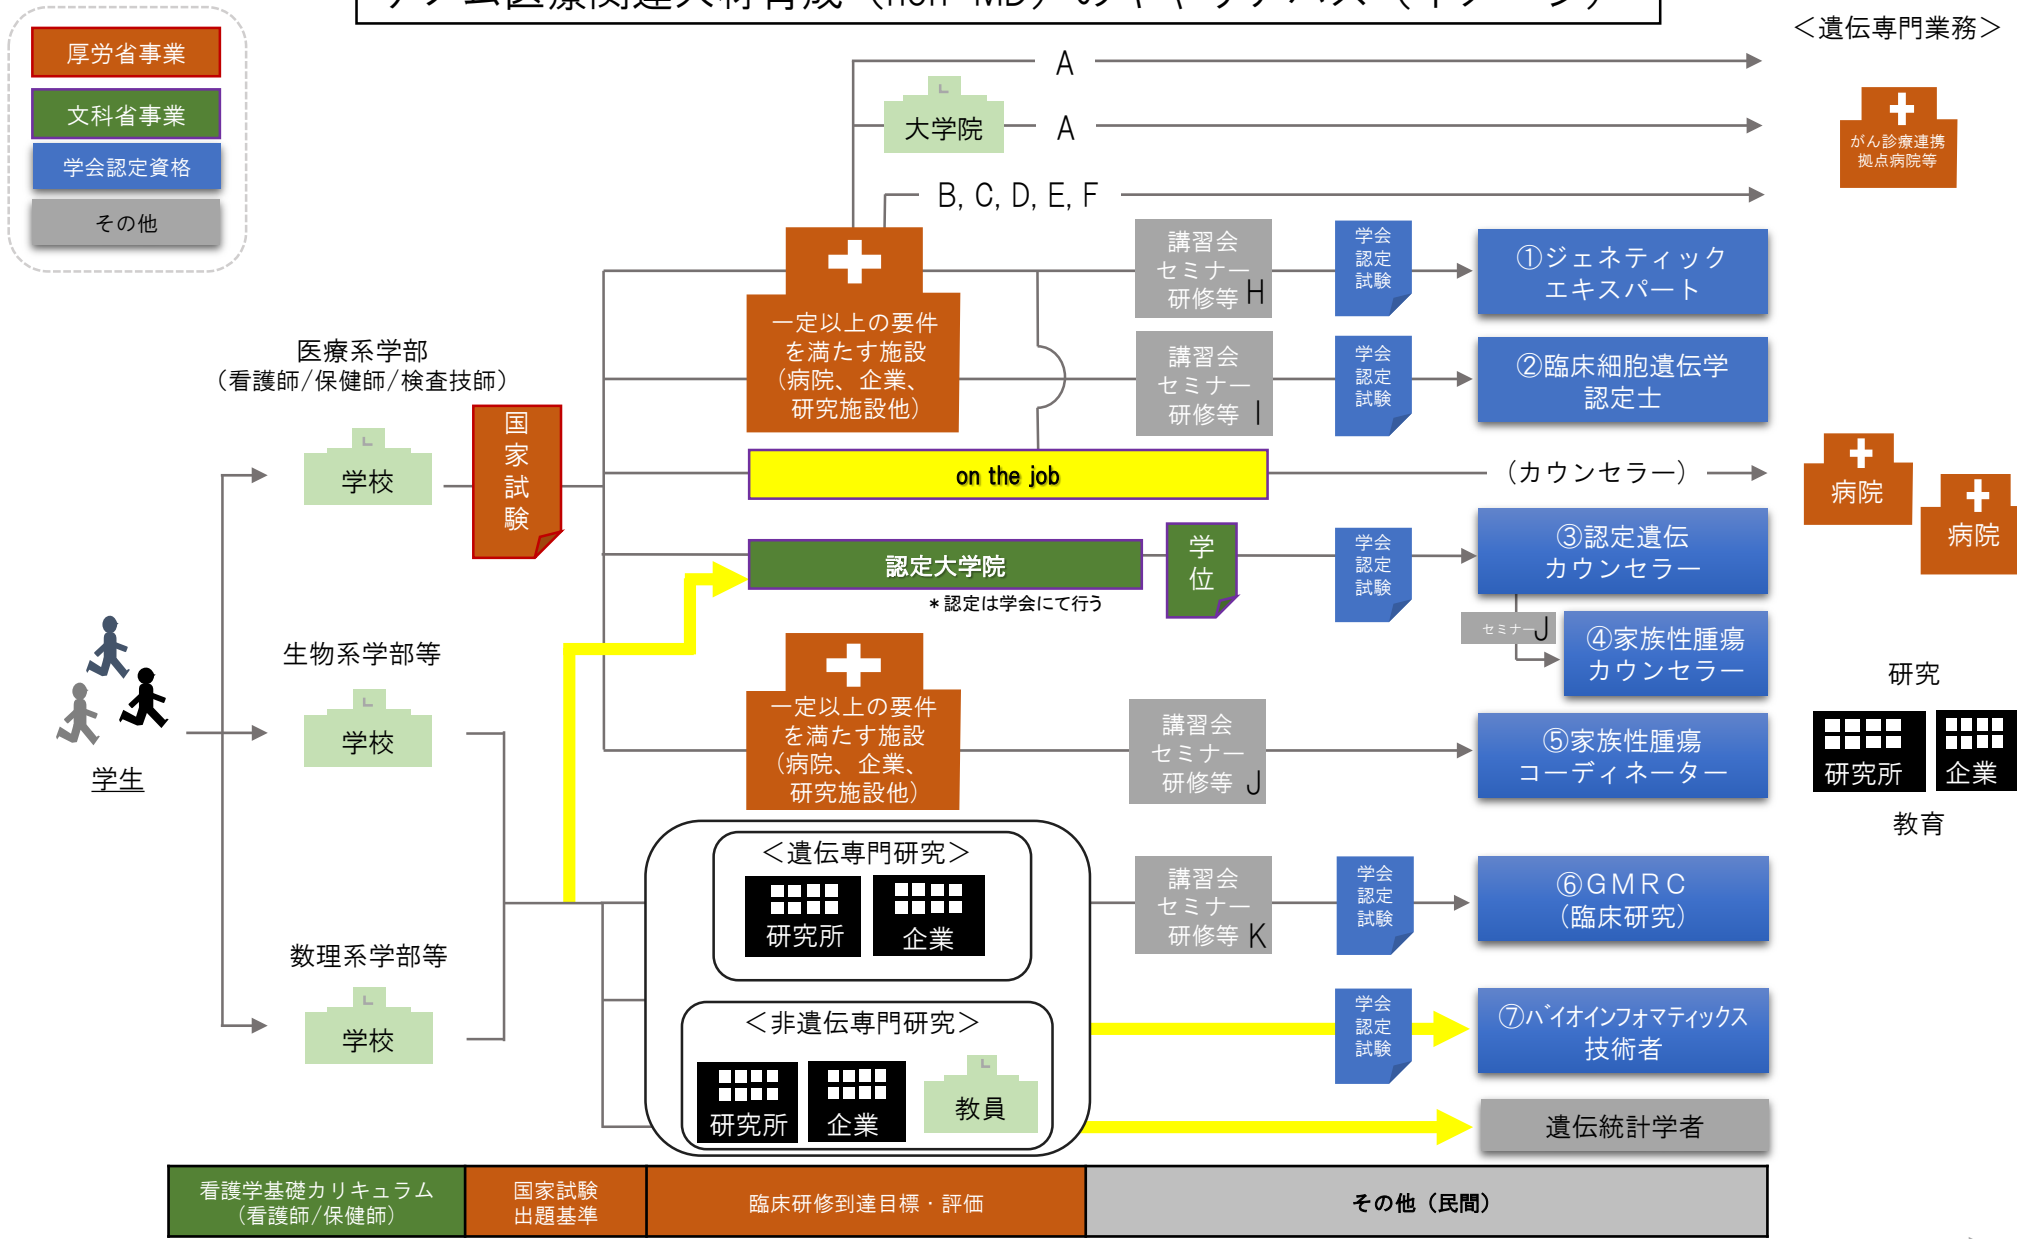 (non-MD)
厚労省事業
文科省事業
学会認定資格
その他
<遺伝専門業務>
A
大学院
A
がん診療連携
拠点病院等
B, C, D, E, F
講習会
セミナー
研修等 H
学会
認定
試験
①ジェネティック
エキスパート
一定以上の要件
を満たす施設
(病院、企業、
研究施設他)
医療系学部
(看護師/保健師/検査技師)
講習会
セミナー
研修等 I
学会
認定
試験
②臨床細胞遺伝学
認定士
学校
国
家
試
験
on the job
(カウンセラー)
病院
病院
認定大学院
＊認定は学会にて行う
学
位
学会
認定
試験
③認定遺伝
カウンセラー
セミナー J
④家族性腫瘍
カウンセラー
学生
生物系学部等
学校
一定以上の要件
を満たす施設
(病院、企業、
研究施設他)
講習会
セミナー
研修等 J
⑤家族性腫瘍
コーディネーター
研究
研究所
企業
教育
<遺伝専門研究>
研究所
企業
講習会
セミナー
研修等 K
学会
認定
試験
⑥ＧＭＲＣ
(臨床研究)
数理系学部等
学校
<非遺伝専門研究>
研究所
企業
教員
学会
認定
試験
⑦バイオインフォマティックス
技術者
遺伝統計学者
看護学基礎カリキュラム
(看護師/保健師)
国家試験
出題基準
臨床研修到達目標・評価
その他 (民間)